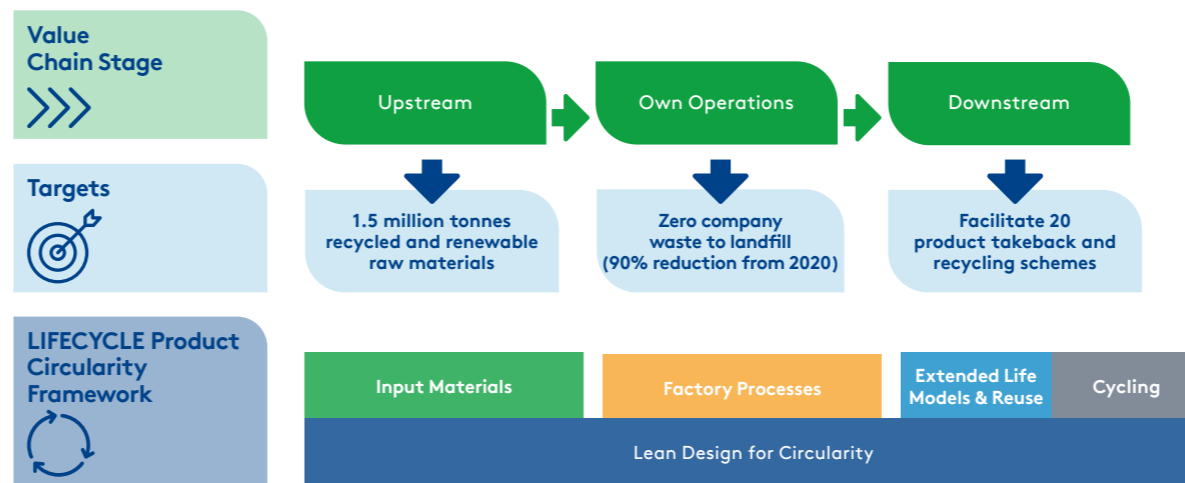 Value
Chain Stage
Upstream
Own Operations
Downstream
Targets
1.5 million tonnes
recycled and renewable
raw materials
Zero company
waste to landfill
(90% reduction from 2020)
Facilitate 20
product takeback and
recycling schemes
LIFECYCLE Product
Circularity
Framework
Input Materials
Factory Processes
Extended Life
Models & Reuse
Cycling
Lean Design for Circularity